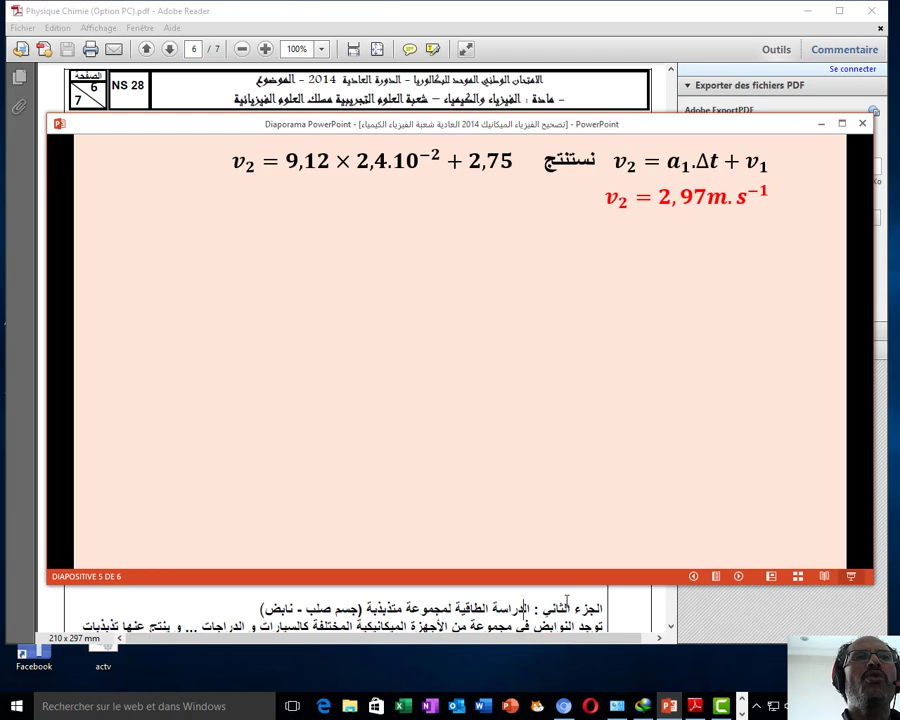 Physique Chimie (Option PC).pdf - Adobe Reader
Fichier Edition Affichage Fenêtre Aide
6 / 7 100% Outils Commentaire
Se connecter
Exporter des fichiers PDF
Adobe ExportPDF
الصفحة
6
7
NS 28
الامتحان الوطني الموحد للبكالوريا - الدورة العادية 2014 - الموضوع
- مادة : الفيزياء والكيمياء – شعبة العلوم التجريبية مسلك العلوم الفيزيائية
Diaporama PowerPoint - [تصحيح الفيزياء الميكانيك 2014 العادية شعبة الفيزياء الكيمياء] - PowerPoint
v₂ = a₁.Δt + v₁ نستنتج v₂ = 9,12 × 2,4.10⁻² + 2,75
v₂ = 2,97m.s⁻¹
DIAPOSITIVE 5 DE 6
الجزء الثاني : الدراسة الطاقية لمجموعة متذبذبة (جسم صلب - نابض)
توجد النوابض في مجموعة من الأجهزة الميكانيكية المختلفة كالسيارات و الدراجات ... و ينتج عنها تذبذبات
210 x 297 mm
Facebook
actv
Rechercher sur le web et dans Windows